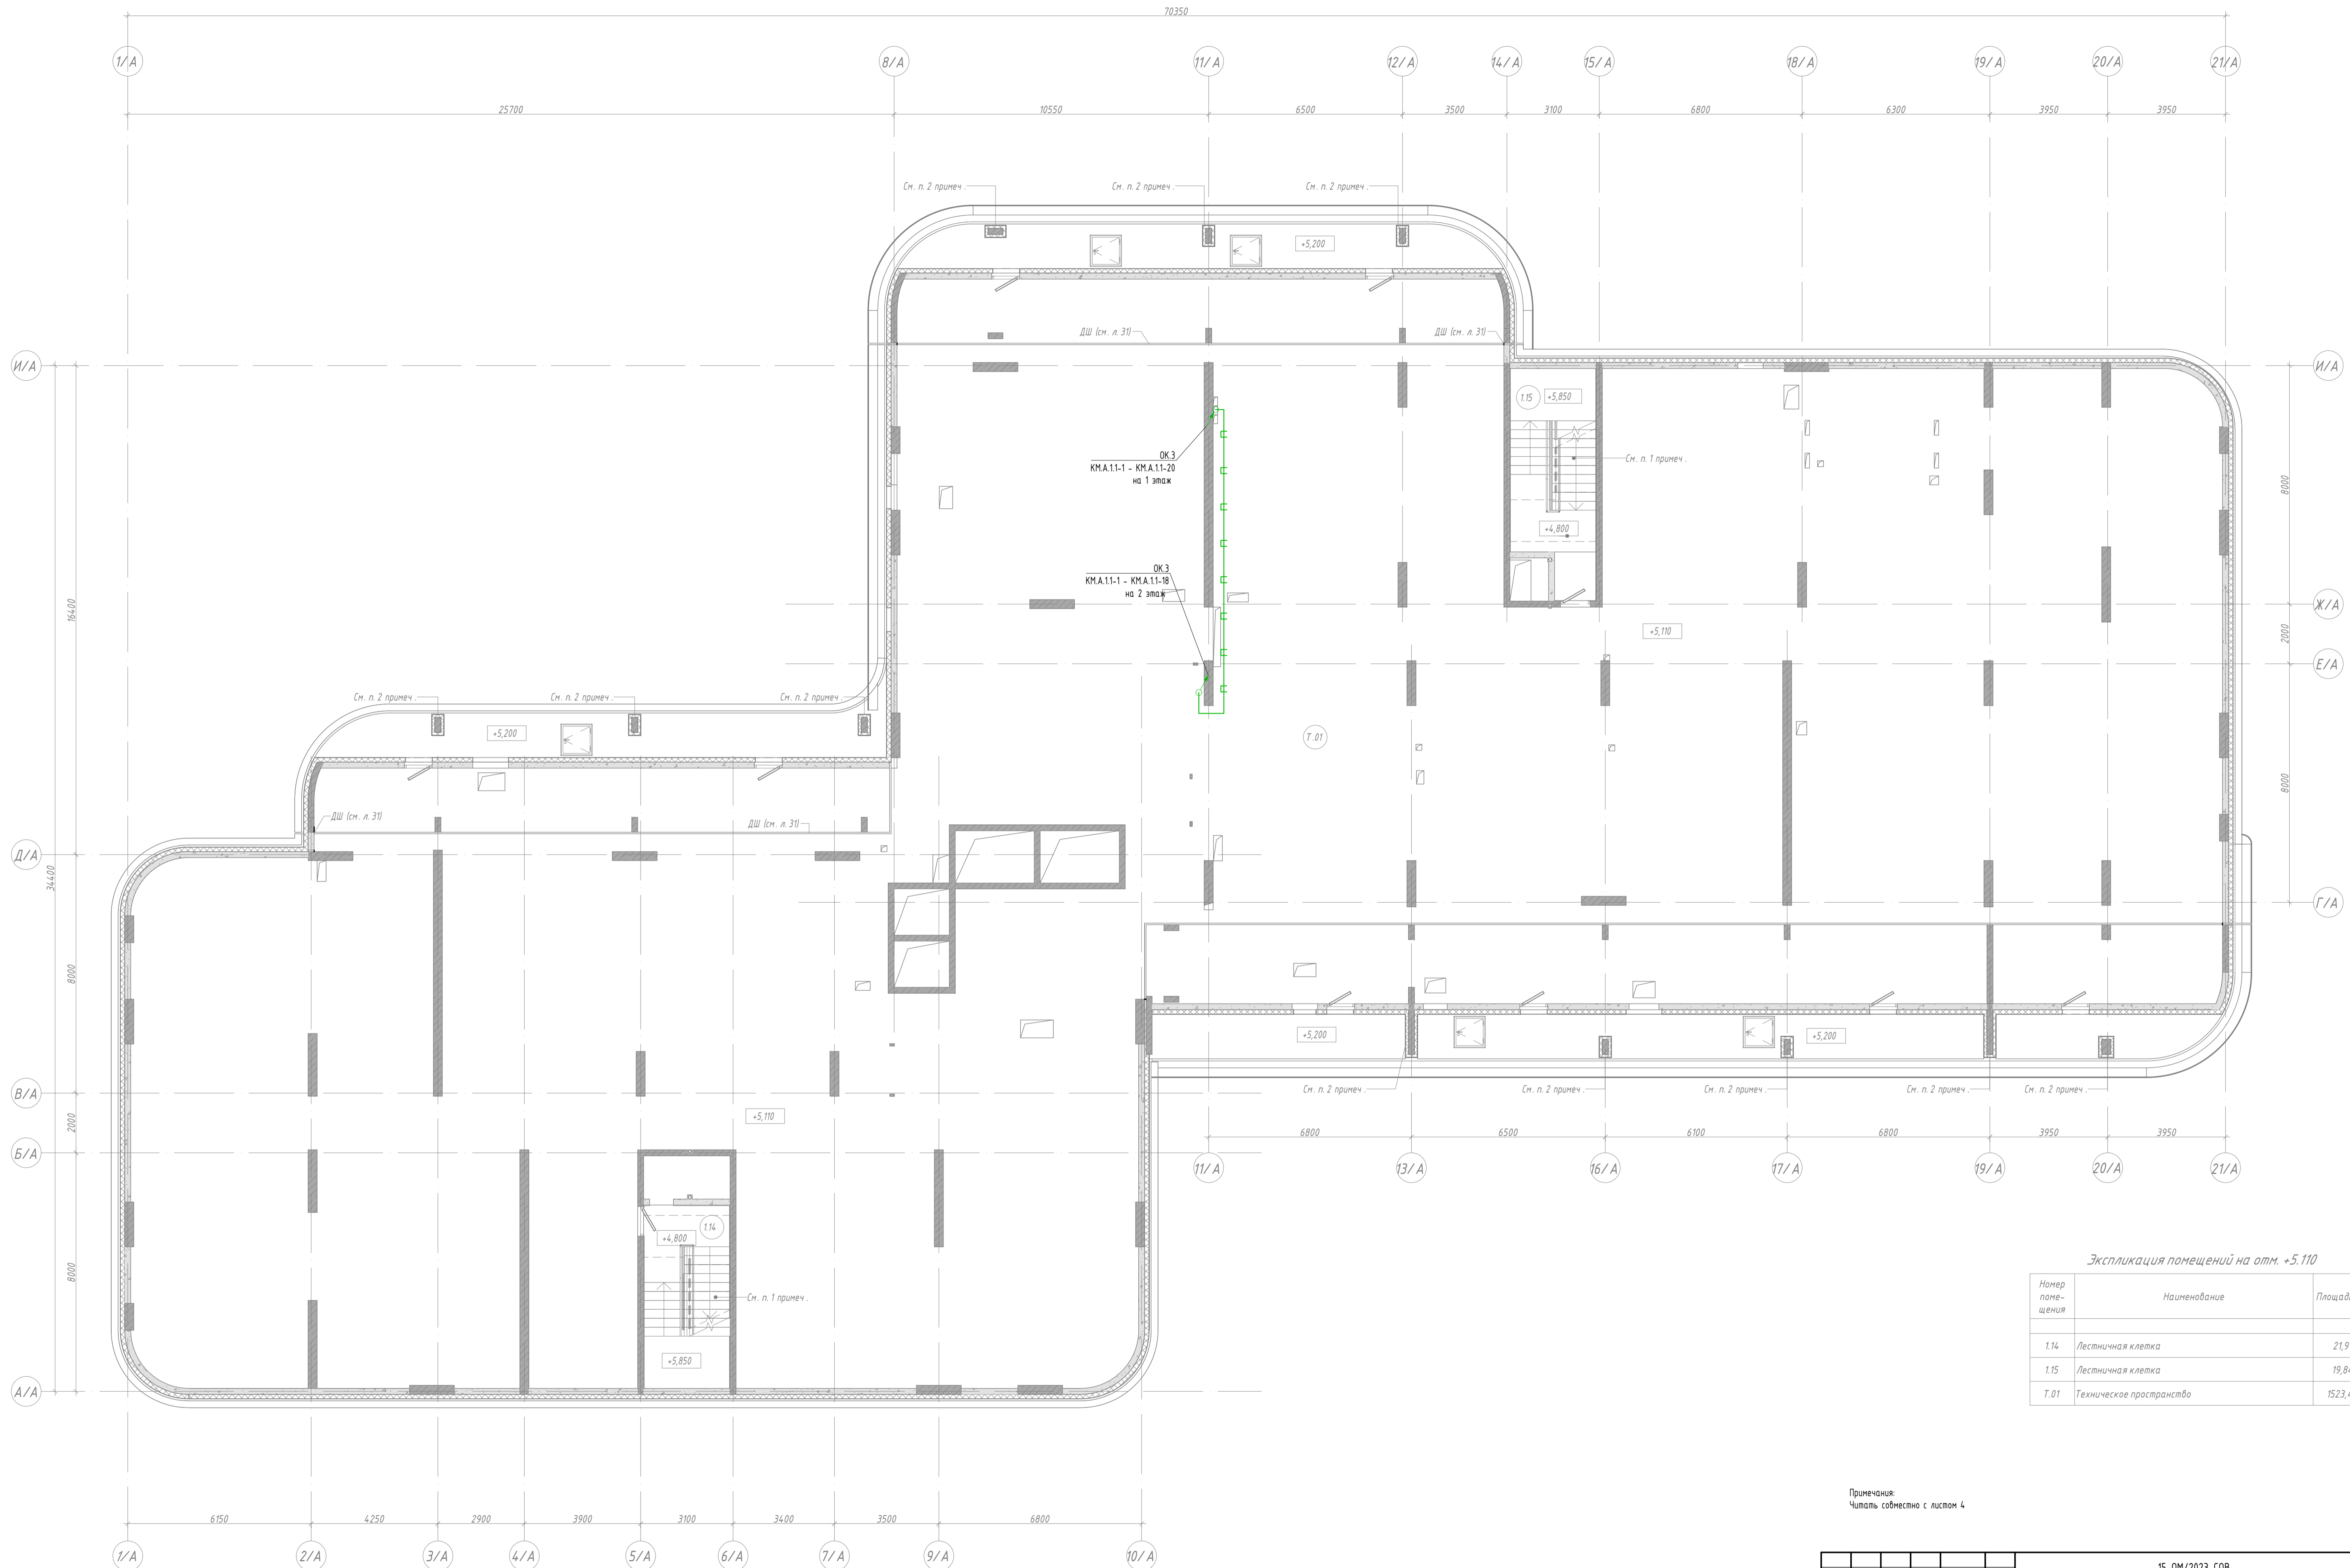 70350
1/А
8/А
11/А
12/А
14/А
15/А
18/А
19/А
20/А
21/А
25700
10550
6500
3500
3100
6800
6300
3950
3950
См. п. 2 примеч.
См. п. 2 примеч.
См. п. 2 примеч.
+5,200
ДШ (см. л. 31)
ДШ (см. л. 31)
И/А
И/А
1.15
+5,850
ОК.3
КМ.А.1.1-1 - КМ.А.1.1-20
на 1 этаж
См. п. 1 примеч.
8000
+4,800
ОК.3
КМ.А.1.1-1 - КМ.А.1.1-18
на 2 этаж
16400
Ж/А
+5,110
2000
Е/А
См. п. 2 примеч.
См. п. 2 примеч.
См. п. 2 примеч.
+5,200
Т.01
8000
ДШ (см. л. 31)
ДШ (см. л. 31)
Д/А
34400
Г/А
8000
+5,200
+5,200
В/А
См. п. 2 примеч.
См. п. 2 примеч.
См. п. 2 примеч.
См. п. 2 примеч.
См. п. 2 примеч.
2000
+5,110
6800
6500
6100
6800
3950
3950
Б/А
11/А
13/А
16/А
17/А
19/А
20/А
21/А
1.14
+4,800
8000
См. п. 1 примеч.
+5,850
А/А
Экспликация помещений на отм. +5.110
Номер поме-щения
Наименование
1.14 Лестничная клетка
1.15 Лестничная клетка
Т.01 Техническое пространство
Примечания:
Читать совместно с листом 4
6150
4250
2900
3900
3100
3400
3500
6800
1/А
2/А
3/А
4/А
5/А
6/А
7/А
9/А
10/А